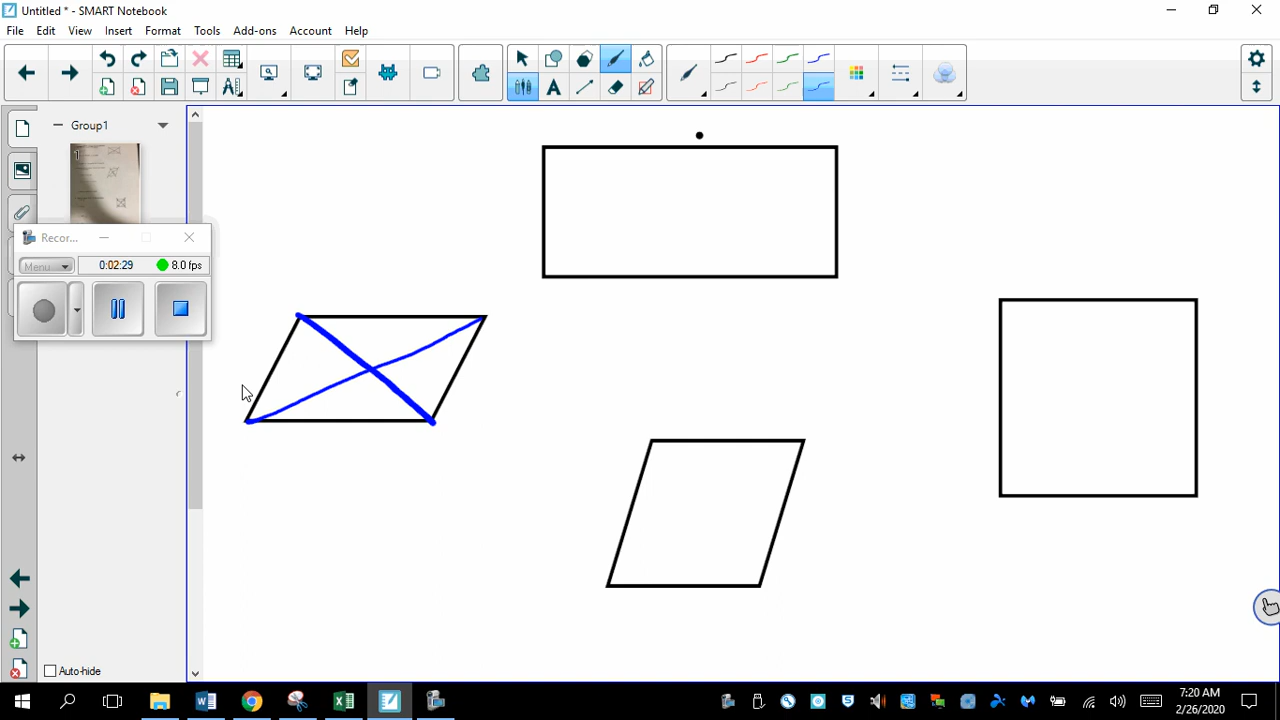 Untitled * - SMART Notebook
File Edit View Insert Format Tools Add-ons Account Help
Group1
1
Recor...
Menu
0:02:29
8.0 fps
Auto-hide
7:20 AM
2/26/2020